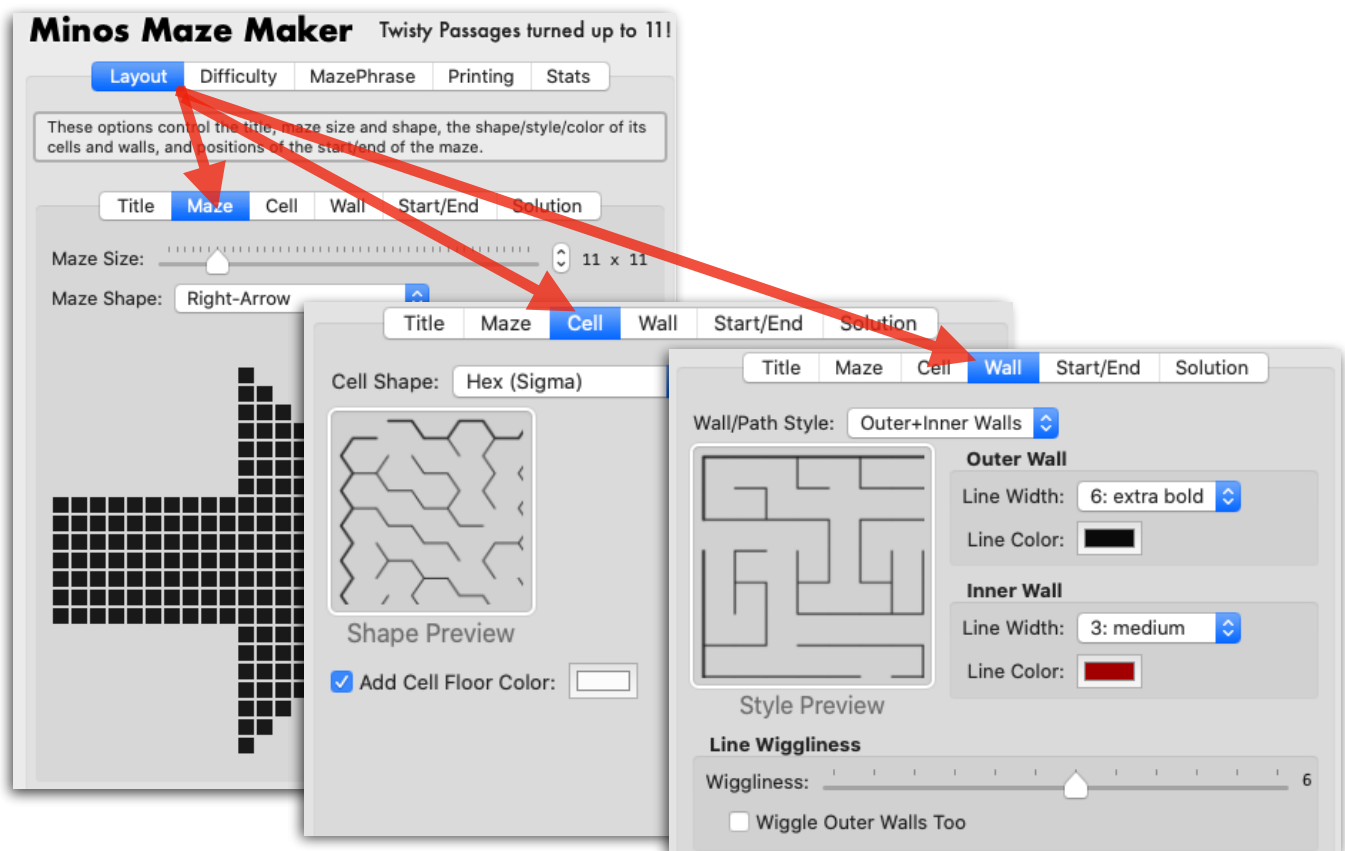 Minos Maze Maker Twisty Passages turned up to 11!
Layout Difficulty MazePhrase Printing Stats
These options control the title, maze size and shape, the shape/style/color of its
cells and walls, and positions of the start/end of the maze.
Title Maze Cell Wall Start/End Solution
Maze Size: 11 x 11
Maze Shape: Right-Arrow
Title Maze Cell Wall Start/End Solution
Cell Shape: Hex (Sigma)
Shape Preview
Add Cell Floor Color:
Title Maze Cell Wall Start/End Solution
Wall/Path Style: Outer+Inner Walls
Outer Wall
Line Width: 6: extra bold
Line Color:
Inner Wall
Line Width: 3: medium
Line Color:
Style Preview
Line Wiggliness
Wiggliness: 6
Wiggle Outer Walls Too